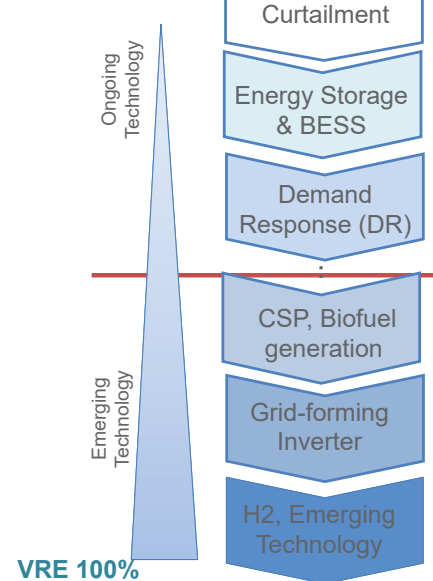 Curtailment
Ongoing
Technology
Energy Storage
& BESS
Demand
Response (DR)
:
CSP, Biofuel
generation
Emerging
Technology
Grid-forming
Inverter
H2, Emerging
Technology
VRE 100%